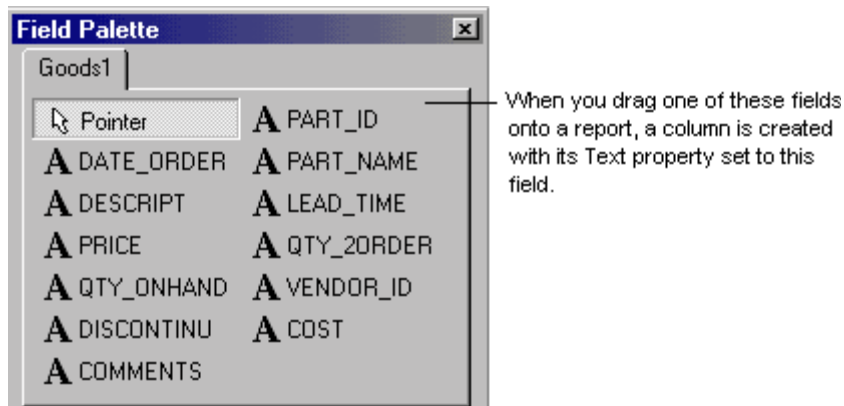 Field Palette
Goods1
Pointer
A PART_ID
A DATE_ORDER
A PART_NAME
A DESCRIPT
A LEAD_TIME
A PRICE
A QTY_2ORDER
A QTY_ONHAND
A VENDOR_ID
A DISCONTINU
A COST
A COMMENTS
When you drag one of these fields
onto a report, a column is created
with its Text property set to this
field.